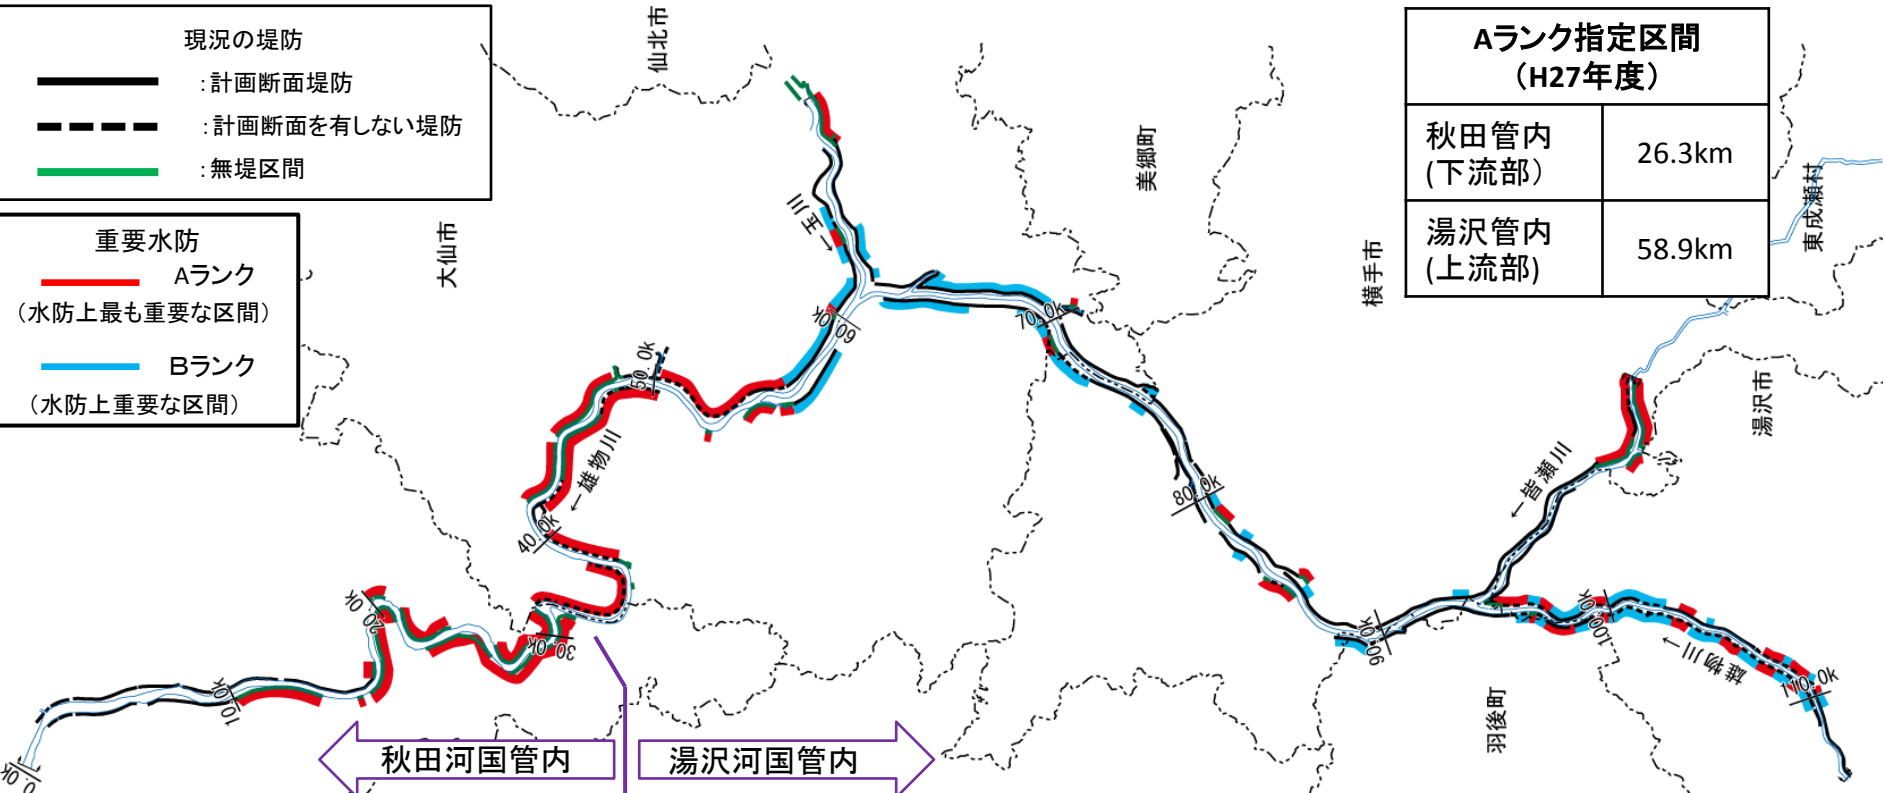 現況の堤防
：計画断面堤防
：計画断面を有しない堤防
：無堤区間
重要水防
Aランク
（水防上最も重要な区間）
Bランク
（水防上重要な区間）
Aランク指定区間
（H27年度）
秋田管内
(下流部）
26.3km
湯沢管内
(上流部)
58.9km
仙北市
大仙市
美郷町
横手市
東成瀬村
湯沢市
羽後町
玉川→
←雄物川
←皆瀬川
雄物川→
0.0k
10.0k
20.0k
30.0k
40.0k
50.0k
60.0k
70.0k
80.0k
90.0k
100.0k
110.0k
秋田河国管内
湯沢河国管内